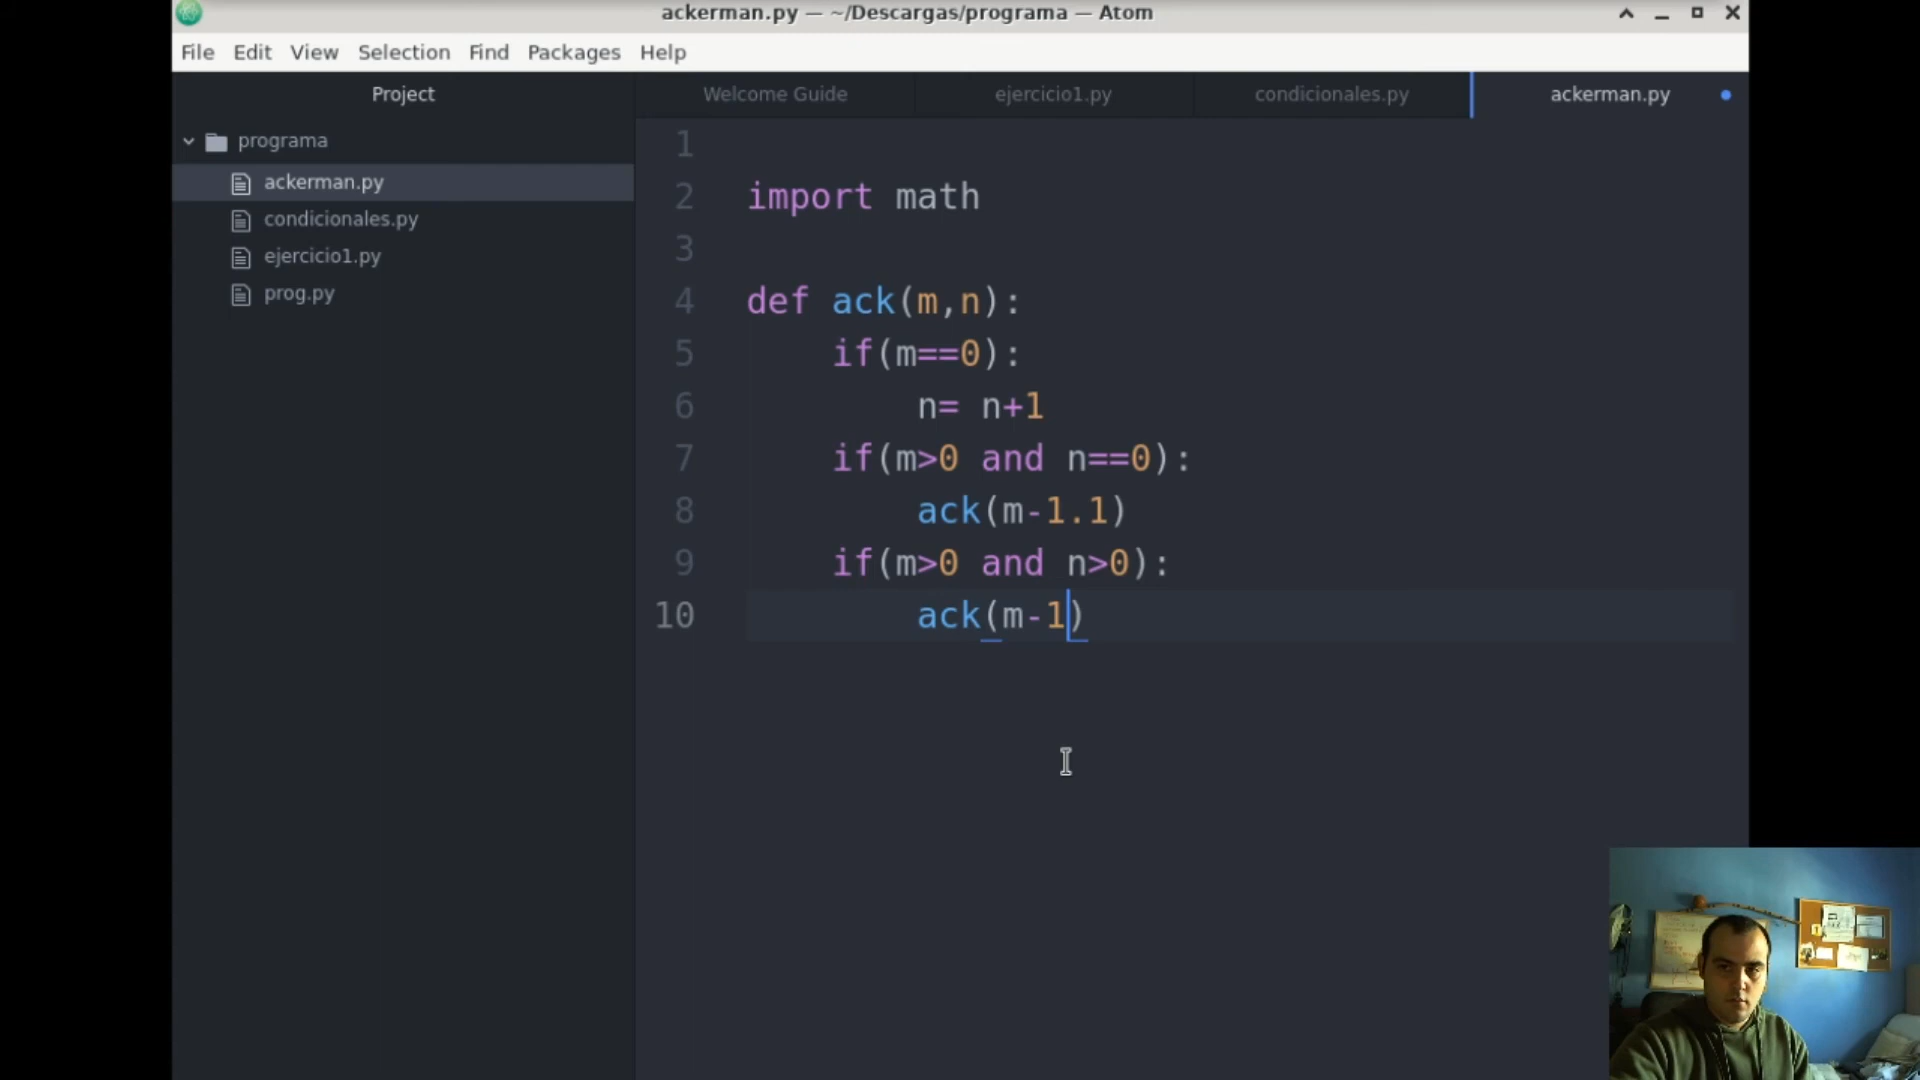 ackerman.py — ~/Descargas/programa — Atom
File Edit View Selection Find Packages Help
Project
programa
ackerman.py
condicionales.py
ejercicio1.py
prog.py
Welcome Guide ejercicio1.py condicionales.py ackerman.py
1
2 import math
3
4 def ack(m,n):
5 if(m==0):
6 n= n+1
7 if(m>0 and n==0):
8 ack(m-1.1)
9 if(m>0 and n>0):
10 ack(m-1)